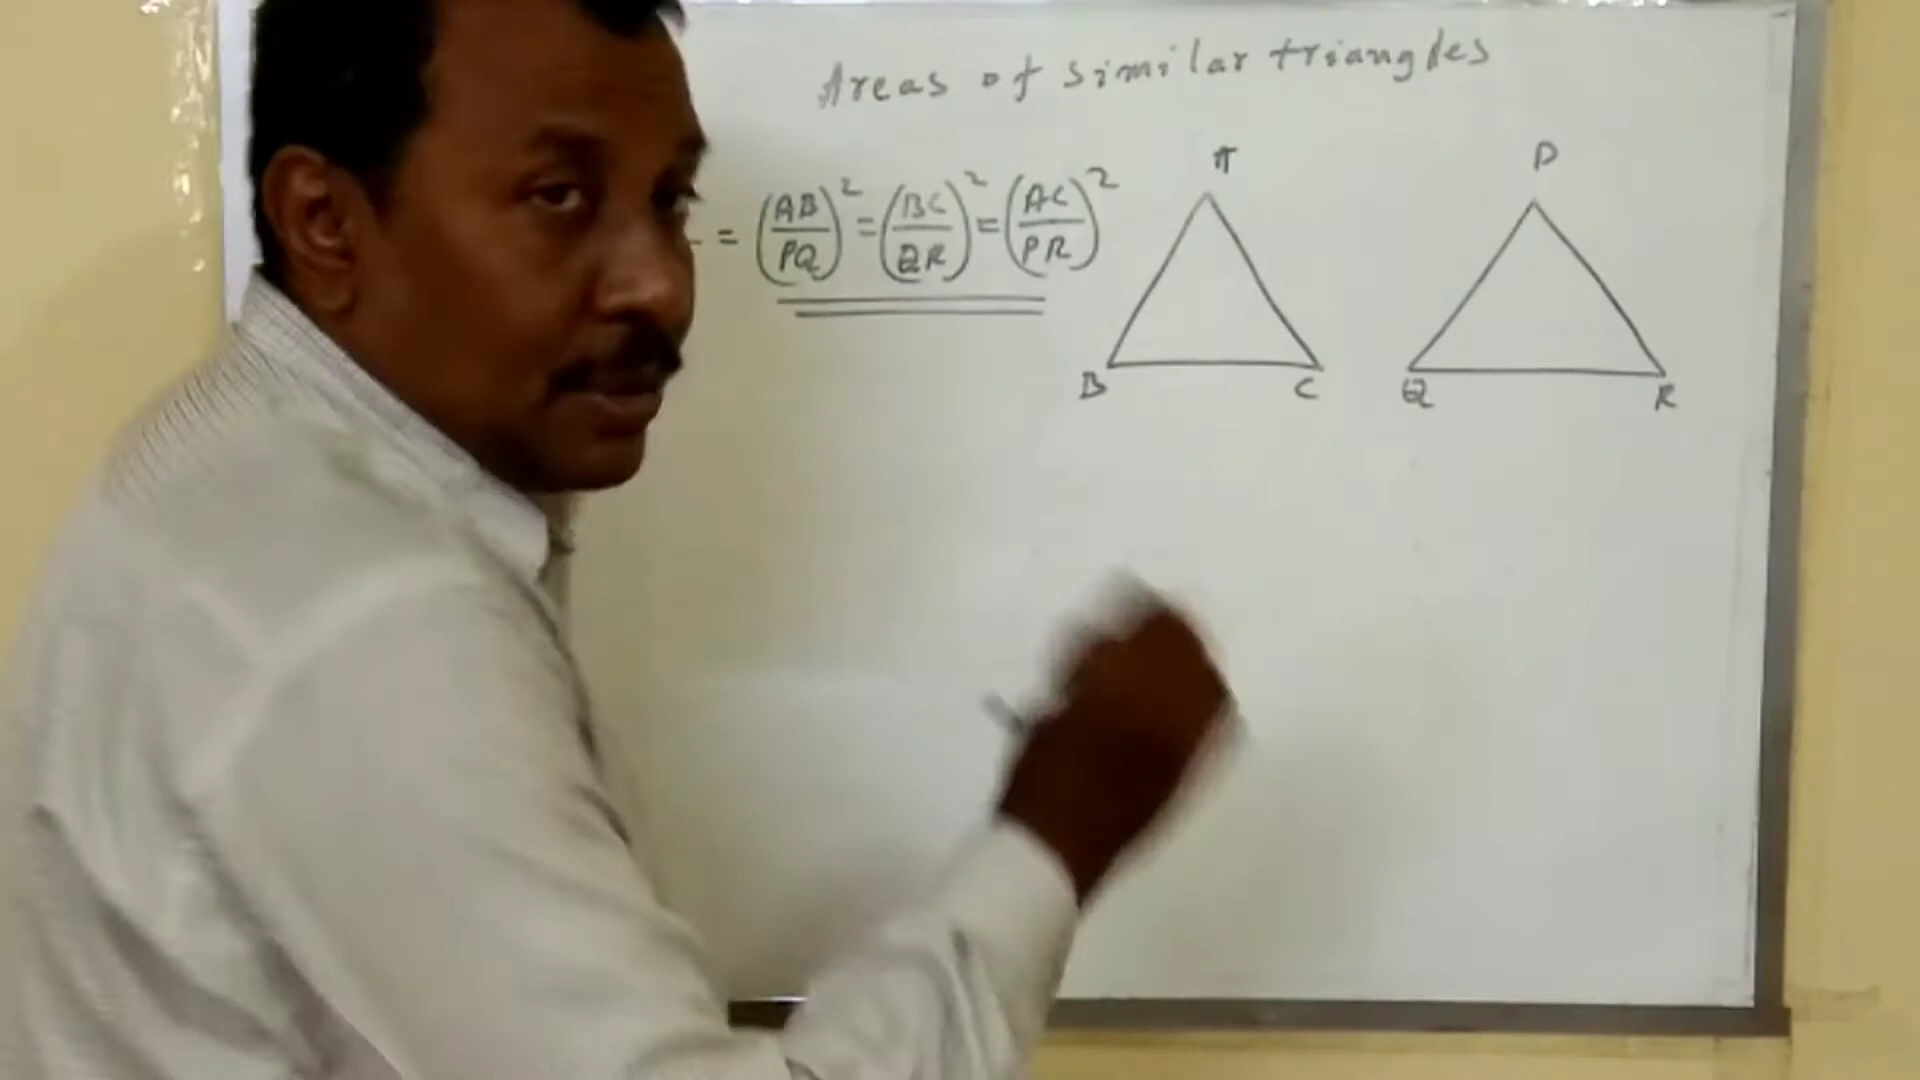 Areas of similar triangles
= (AB/PQ)² = (BC/QR)² = (AC/PR)²
A P
B C Q R